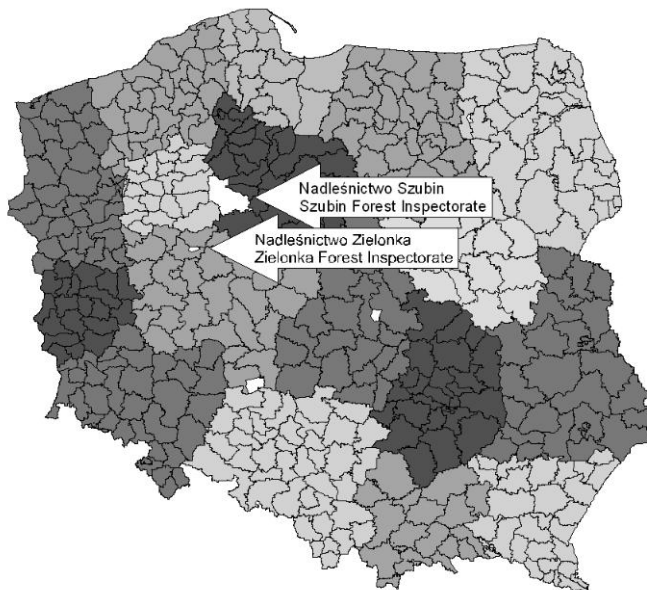 Nadleśnictwo Szubin
Szubin Forest Inspectorate
Nadleśnictwo Zielonka
Zielonka Forest Inspectorate